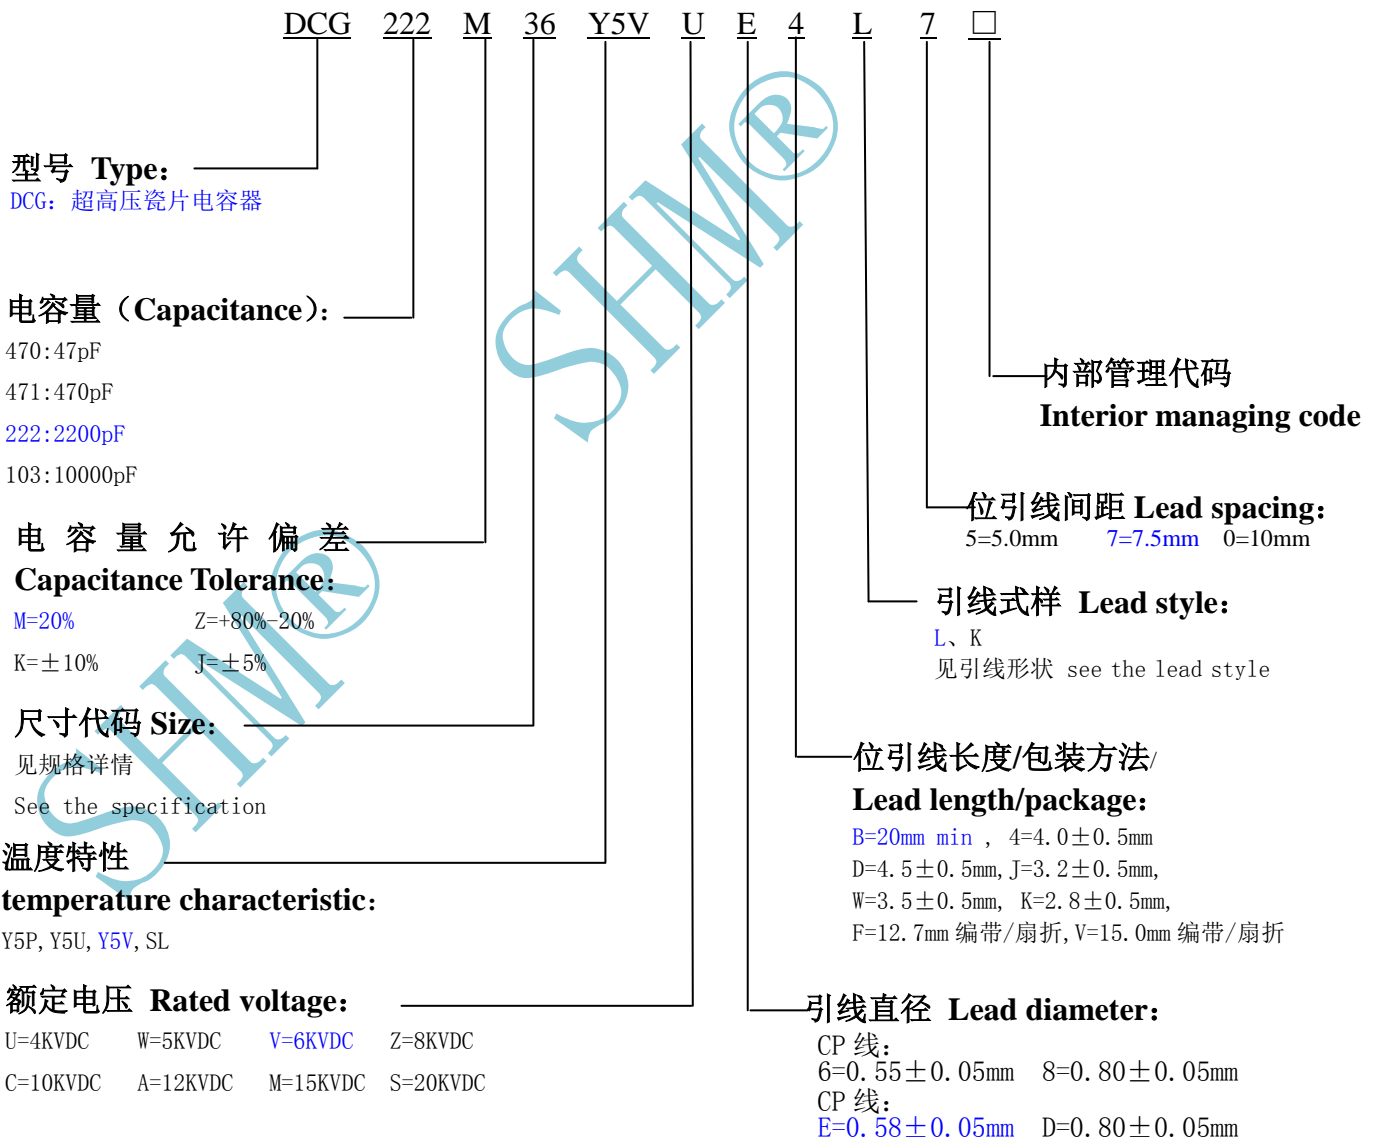 DCG 222 M 36 Y5V U E 4 L 7 □
型号 Type：
DCG：超高压瓷片电容器
电容量（Capacitance）：
470:47pF
471:470pF
222:2200pF
103:10000pF
电容量允许偏差
Capacitance Tolerance：
M=20% Z=+80%-20%
K=±10% J=±5%
尺寸代码 Size：
见规格详情
See the specification
温度特性
temperature characteristic：
Y5P,Y5U,Y5V,SL
额定电压 Rated voltage：
U=4KVDC W=5KVDC V=6KVDC Z=8KVDC
C=10KVDC A=12KVDC M=15KVDC S=20KVDC
内部管理代码
Interior managing code
位引线间距 Lead spacing：
5=5.0mm 7=7.5mm 0=10mm
引线式样 Lead style：
L、K
见引线形状 see the lead style
位引线长度/包装方法/
Lead length/package：
B=20mm min , 4=4.0±0.5mm
D=4.5±0.5mm,J=3.2±0.5mm,
W=3.5±0.5mm, K=2.8±0.5mm,
F=12.7mm 编带/扇折,V=15.0mm 编带/扇折
引线直径 Lead diameter：
CP 线：
6=0.55±0.05mm 8=0.80±0.05mm
CP 线：
E=0.58±0.05mm D=0.80±0.05mm
SHM®
SHM®